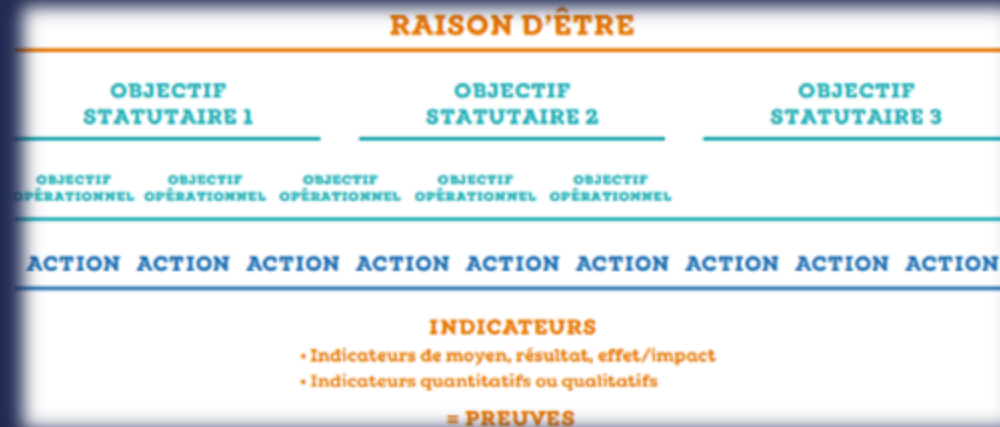 RAISON D'ÊTRE
OBJECTIF STATUTAIRE 1
OBJECTIF STATUTAIRE 2
OBJECTIF STATUTAIRE 3
OBJECTIF OPÉRATIONNEL
OBJECTIF OPÉRATIONNEL
OBJECTIF OPÉRATIONNEL
OBJECTIF OPÉRATIONNEL
OBJECTIF OPÉRATIONNEL
ACTION ACTION ACTION ACTION ACTION ACTION ACTION ACTION ACTION
INDICATEURS
• Indicateurs de moyen, résultat, effet/impact
• Indicateurs quantitatifs ou qualitatifs
= PREUVES